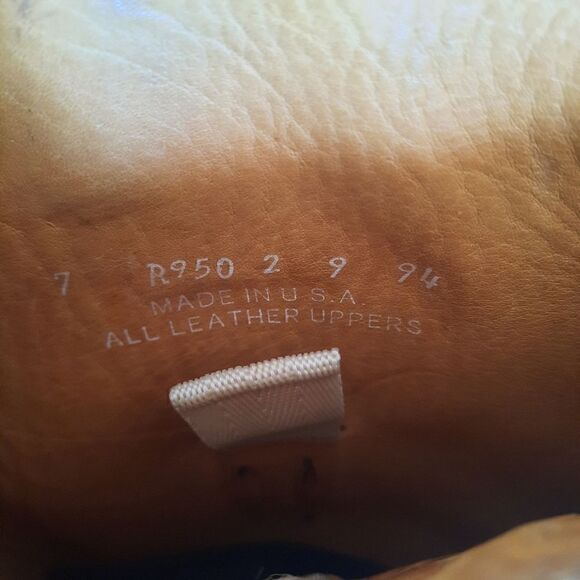 7 R950 2 9 94
MADE IN U.S.A.
ALL LEATHER UPPERS